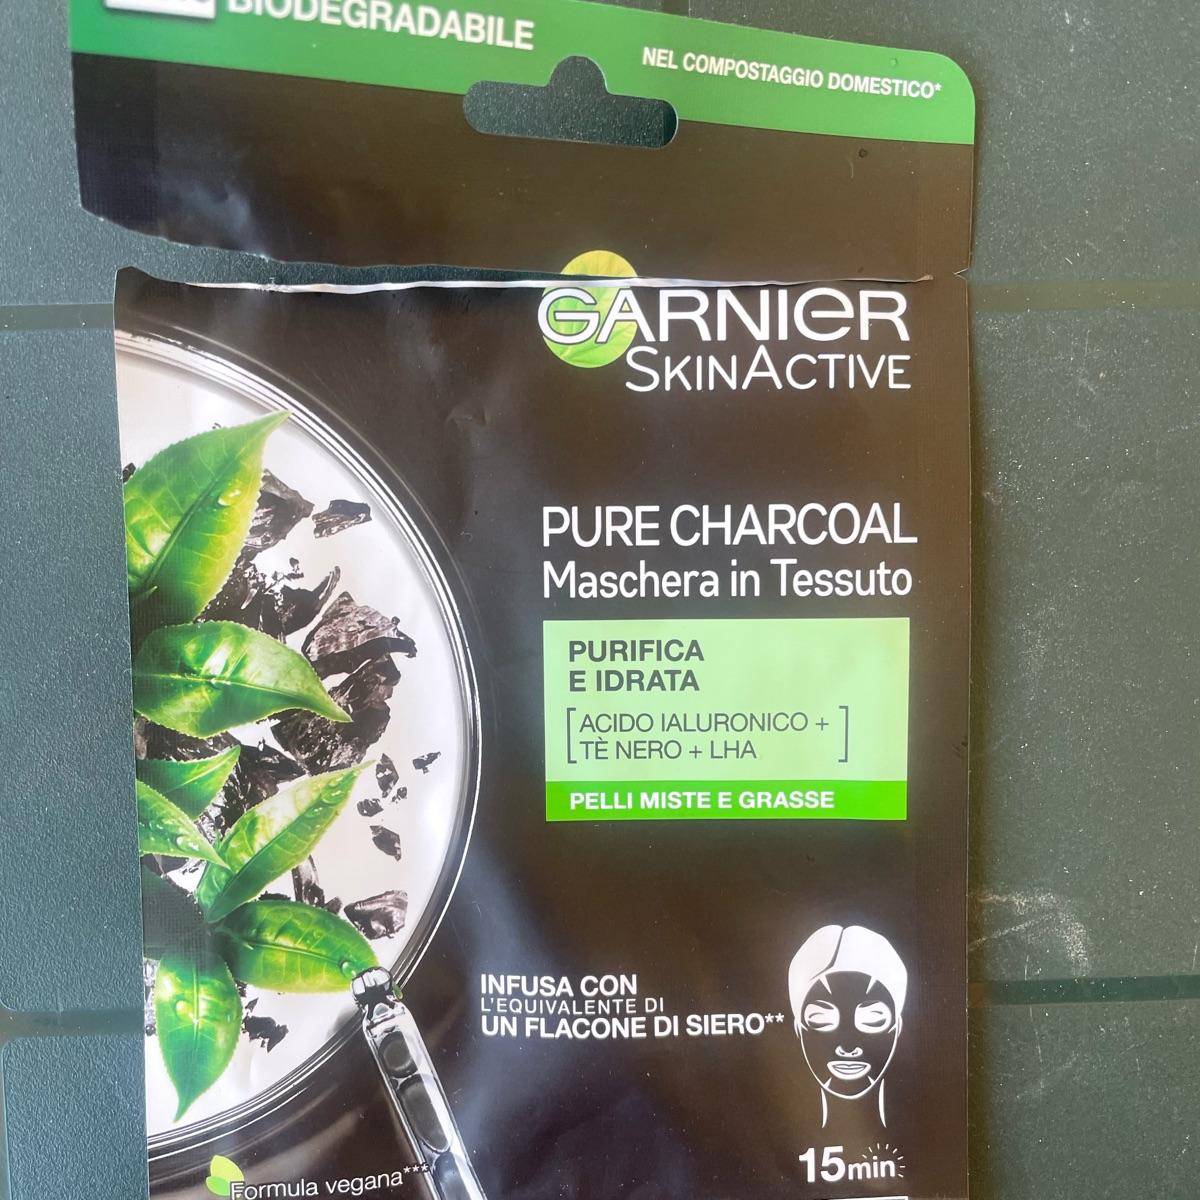 BIODEGRADABILE
NEL COMPOSTAGGIO DOMESTICO*
GARNIER
SKINACTIVE
PURE CHARCOAL
Maschera in Tessuto
PURIFICA
E IDRATA
[ACIDO IALURONICO +
TÈ NERO + LHA]
PELLI MISTE E GRASSE
INFUSA CON
L'EQUIVALENTE DI
UN FLACONE DI SIERO**
15min
Formula vegana***